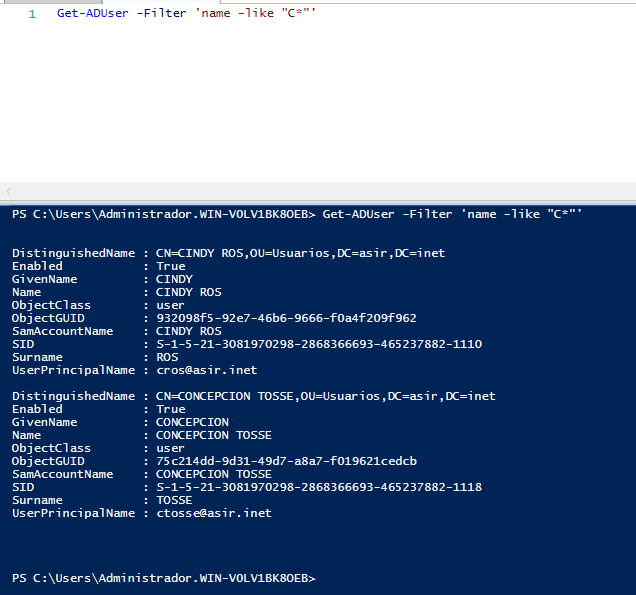 1 Get-ADUser -Filter 'name -like "C*"'
PS C:\Users\Administrador.WIN-VOLV1BK8OEB> Get-ADUser -Filter 'name -like "C*"'
DistinguishedName : CN=CINDY ROS,OU=Usuarios,DC=asir,DC=inet
Enabled : True
GivenName : CINDY
Name : CINDY ROS
ObjectClass : user
ObjectGUID : 932098f5-92e7-46b6-9666-f0a4f209f962
SamAccountName : CINDY ROS
SID : S-1-5-21-3081970298-2868366693-465237882-1110
Surname : ROS
UserPrincipalName : cros@asir.inet
DistinguishedName : CN=CONCEPCION TOSSE,OU=Usuarios,DC=asir,DC=inet
Enabled : True
GivenName : CONCEPCION
Name : CONCEPCION TOSSE
ObjectClass : user
ObjectGUID : 75c214dd-9d31-49d7-a8a7-f019621cedcb
SamAccountName : CONCEPCION TOSSE
SID : S-1-5-21-3081970298-2868366693-465237882-1118
Surname : TOSSE
UserPrincipalName : ctosse@asir.inet
PS C:\Users\Administrador.WIN-VOLV1BK8OEB>